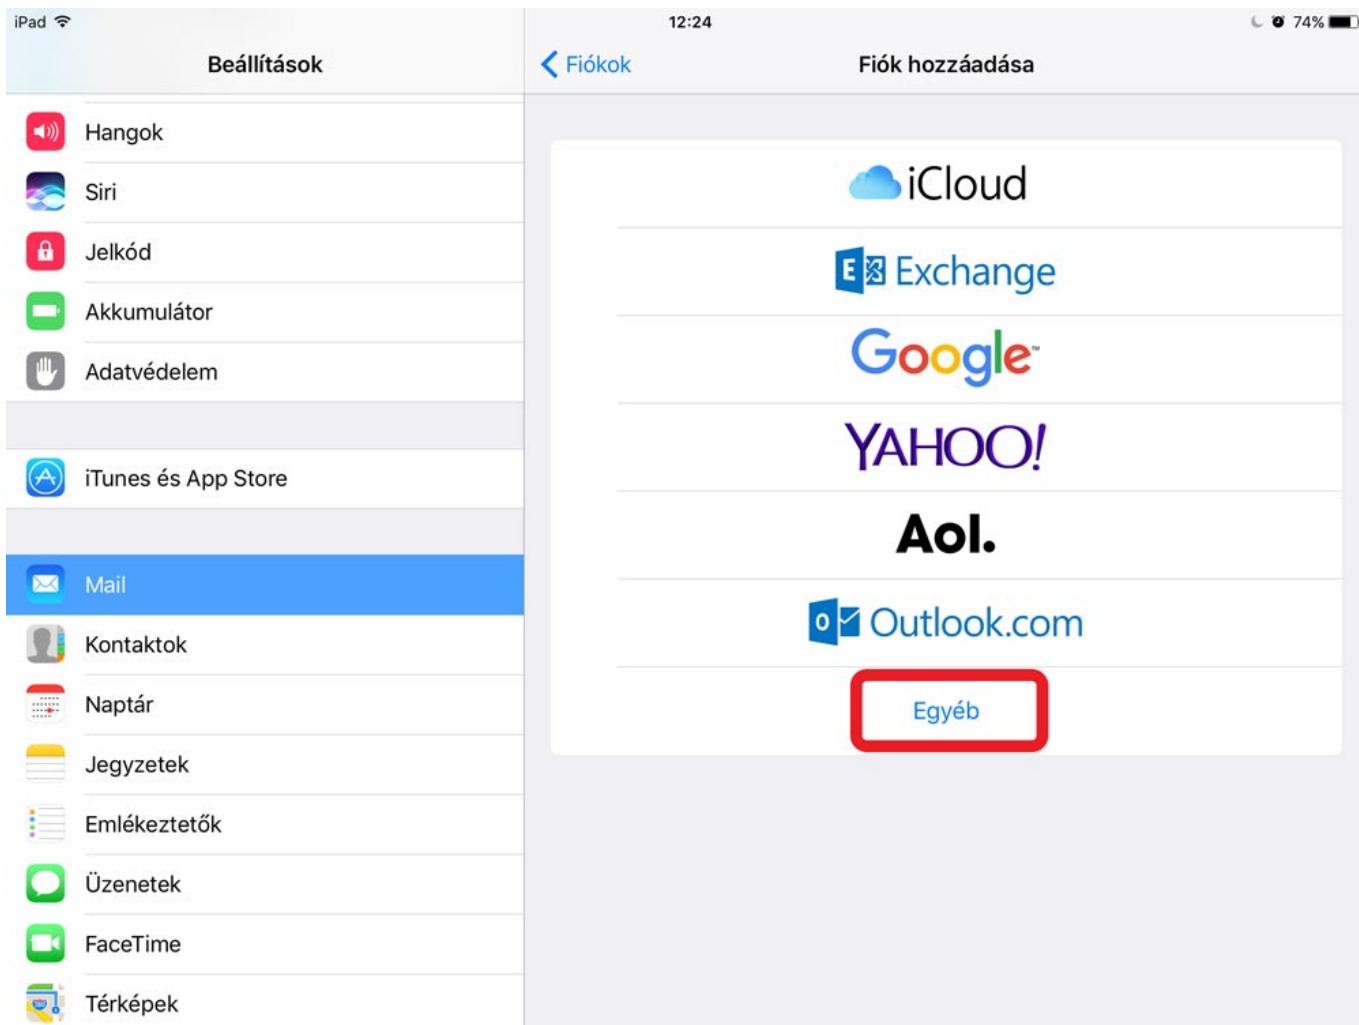 iPad
12:24
74%
Beállítások
Fiókok
Fiók hozzáadása
Hangok
Siri
Jelkód
Akkumulátor
Adatvédelem
iTunes és App Store
Mail
Kontaktok
Naptár
Jegyzetek
Emlékeztetők
Üzenetek
FaceTime
Térképek
iCloud
Exchange
Google
YAHOO!
Aol.
Outlook.com
Egyéb